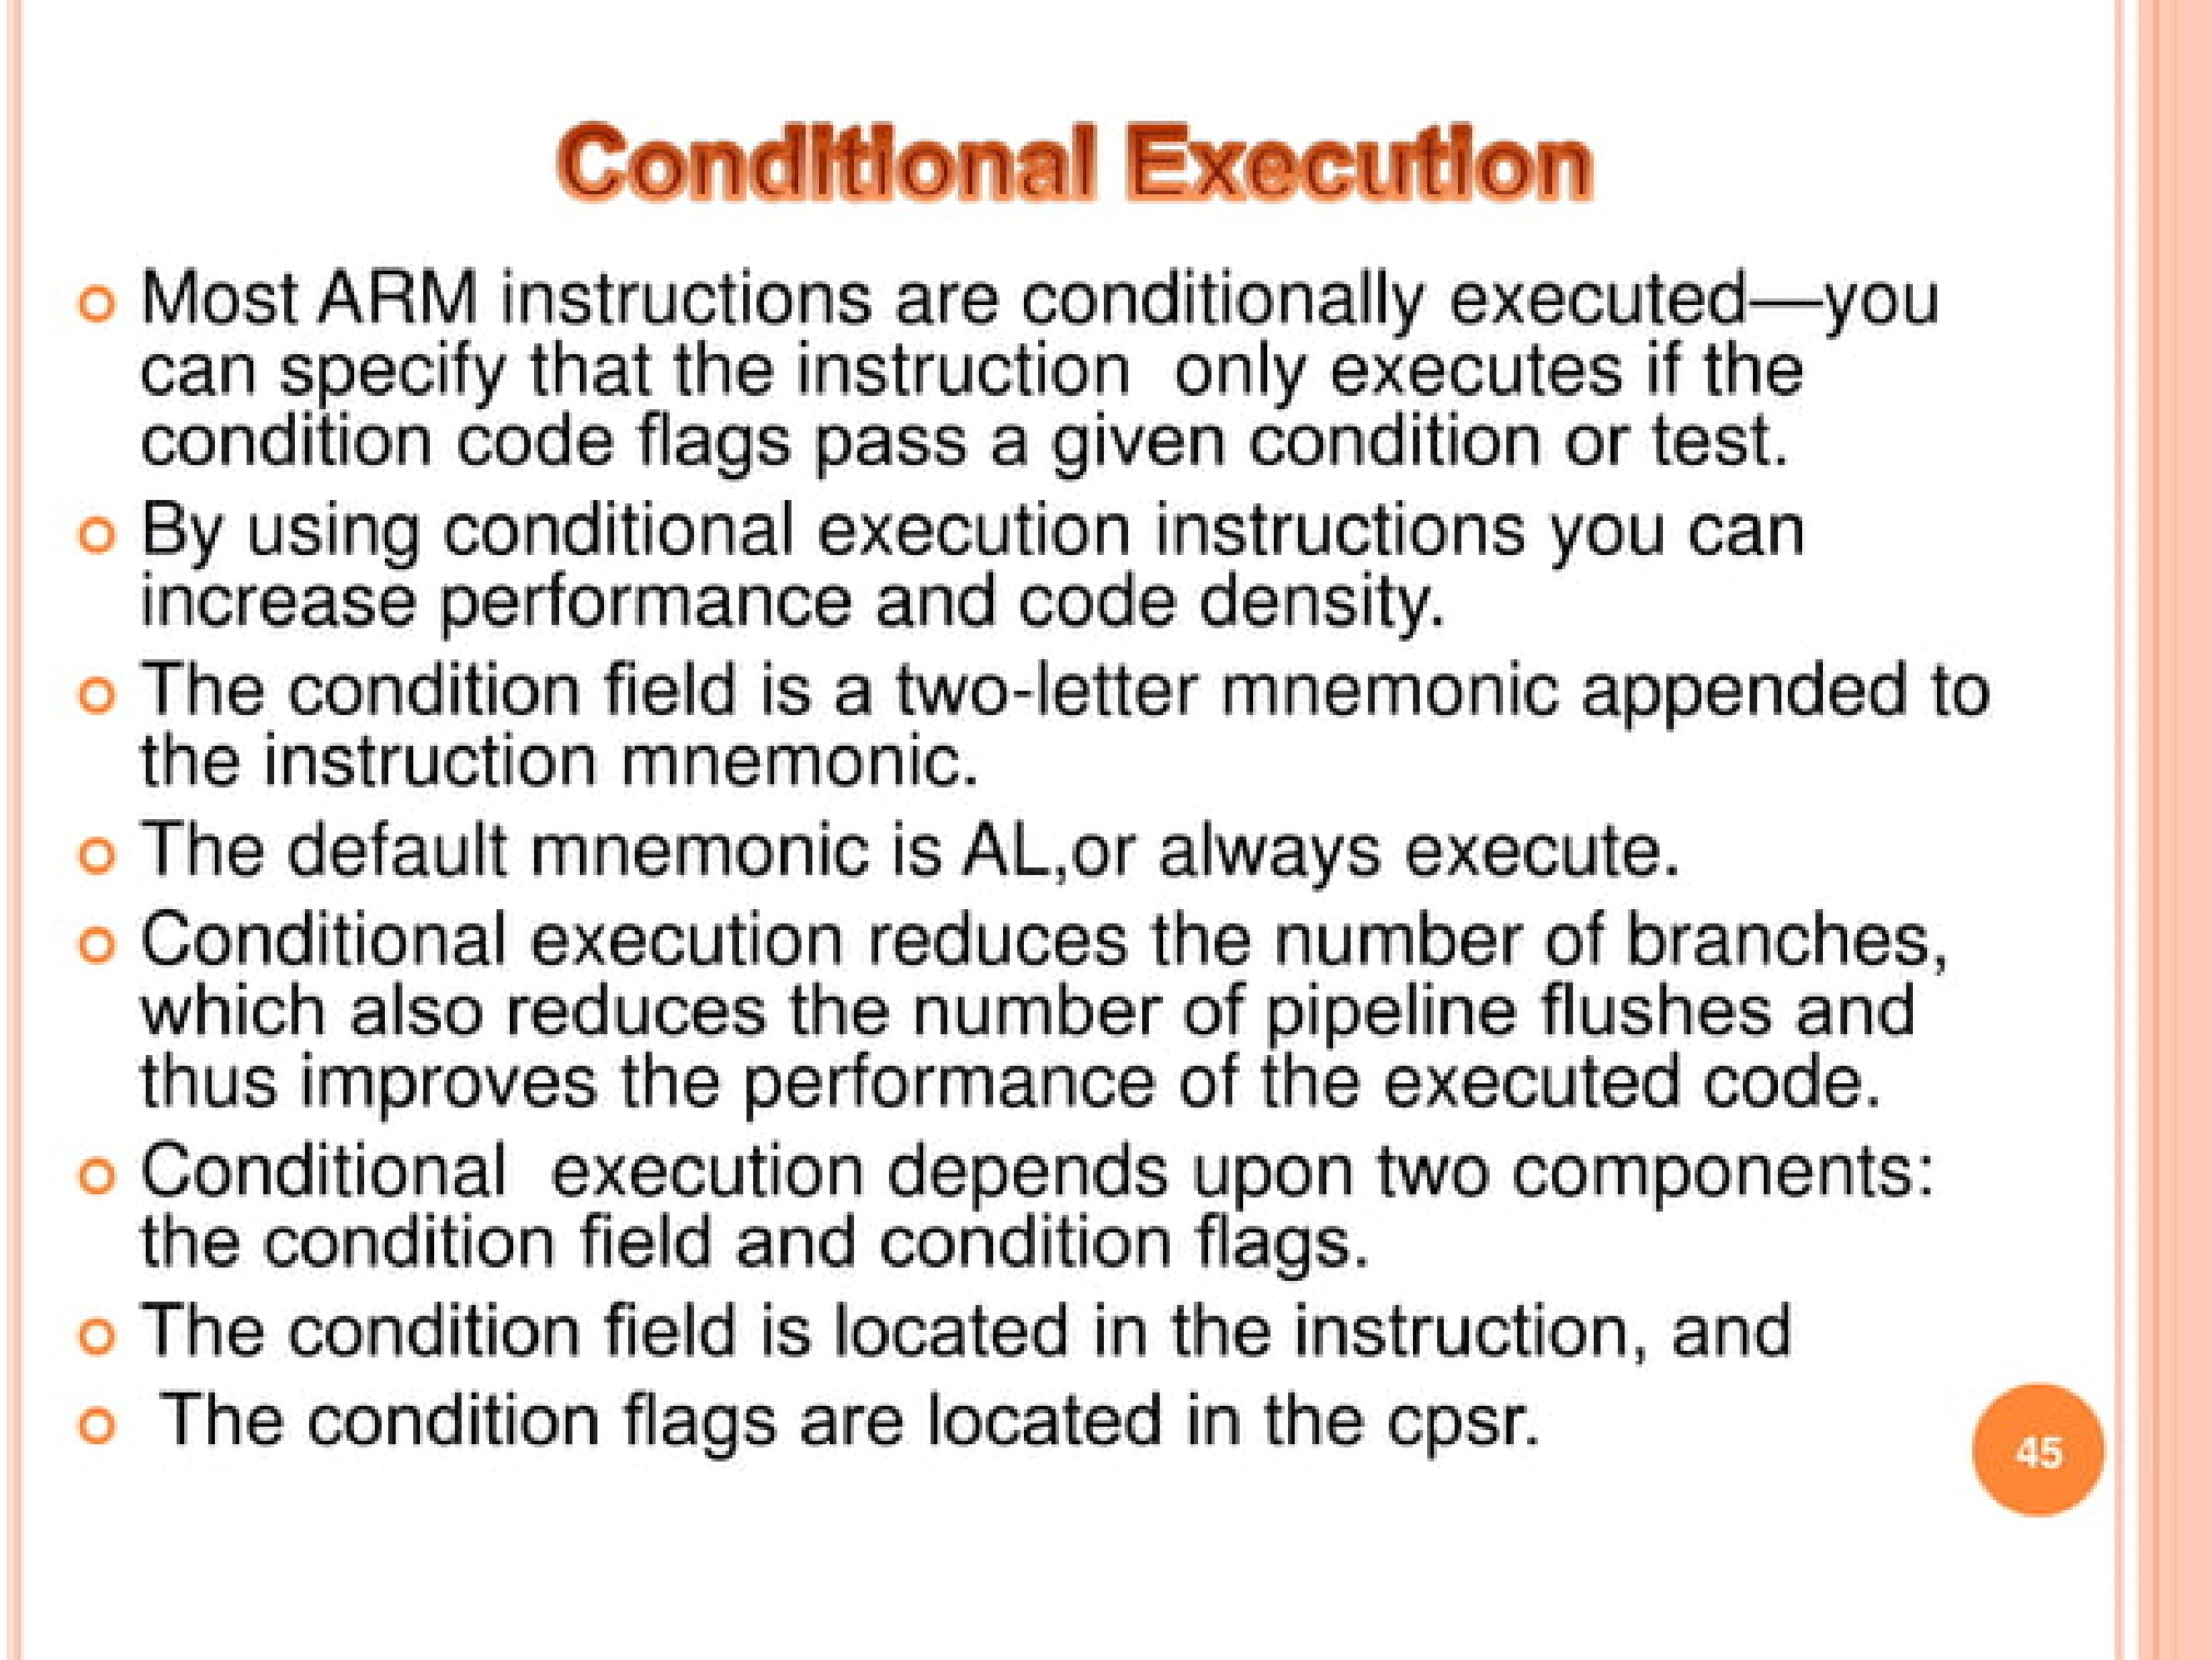 Conditional Execution
Most ARM instructions are conditionally executed—you
can specify that the instruction  only executes if the
condition code flags pass a given condition or test.
By using conditional execution instructions you can
increase performance and code density.
The condition field is a two-letter mnemonic appended to
the instruction mnemonic.
The default mnemonic is AL,or always execute.
Conditional execution reduces the number of branches,
which also reduces the number of pipeline flushes and
thus improves the performance of the executed code.
Conditional  execution depends upon two components:
the condition field and condition flags.
The condition field is located in the instruction, and
The condition flags are located in the cpsr.
45